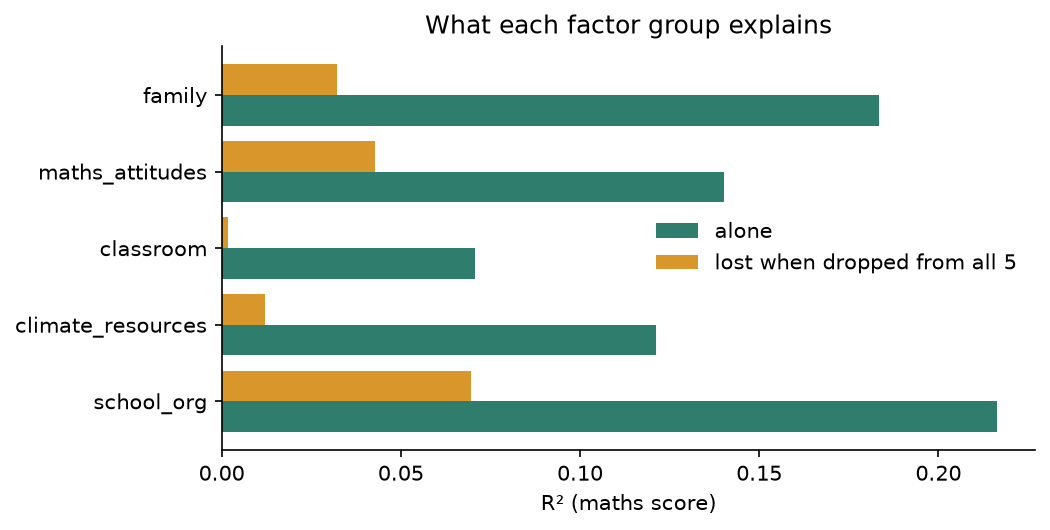 What each factor group explains
family
maths_attitudes
classroom
climate_resources
school_org
alone
lost when dropped from all 5
0.00 0.05 0.10 0.15 0.20
R² (maths score)